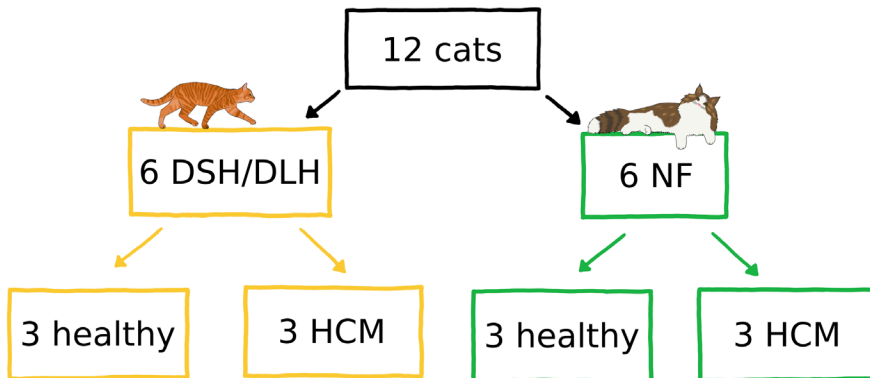 12 cats
6 DSH/DLH
6 NF
3 healthy
3 HCM
3 healthy
3 HCM